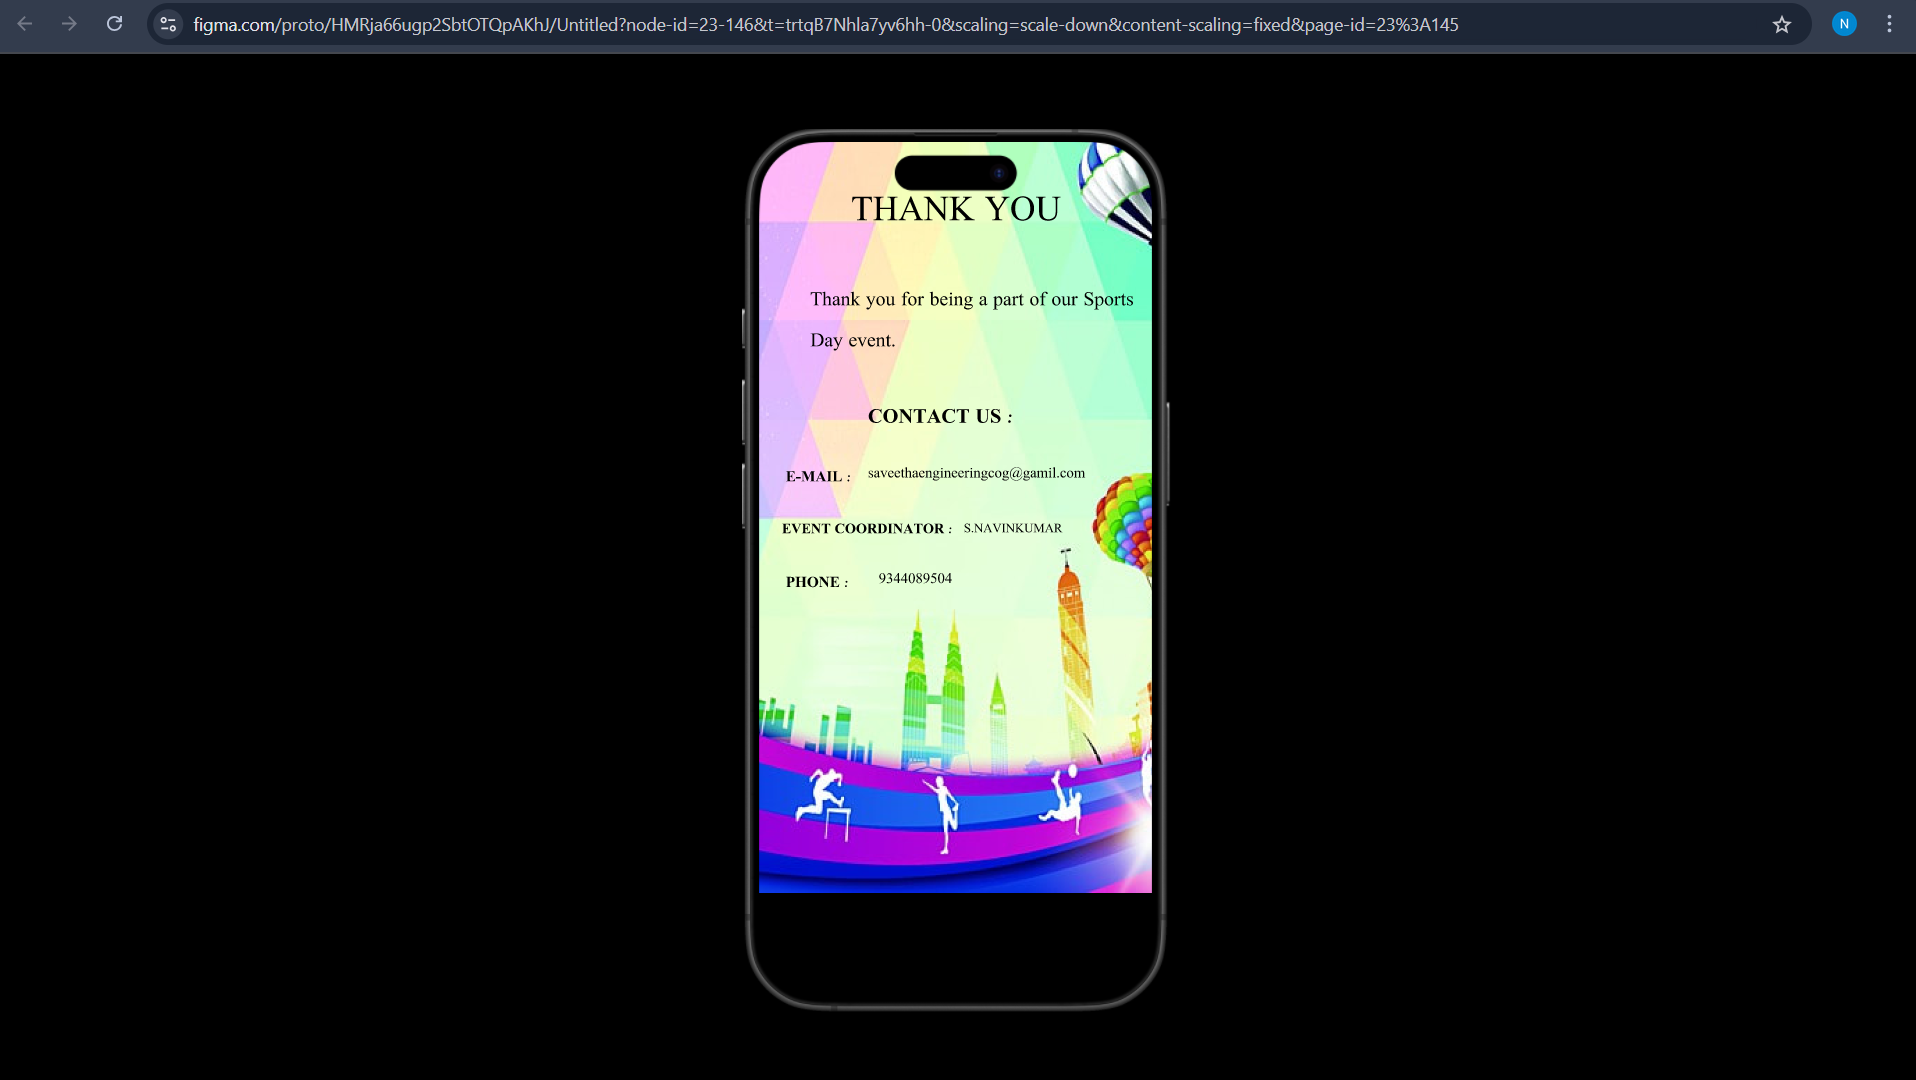 figma.com/proto/HMRja66ugp2SbtOTQpAKhJ/Untitled?node-id=23-146&t=trtqB7Nhla7yv6hh-0&scaling=scale-down&content-scaling=fixed&page-id=23%3A145
N
THANK YOU
Thank you for being a part of our Sports
Day event.
CONTACT US :
E-MAIL : saveethaengineeringcog@gamil.com
EVENT COORDINATOR : S.NAVINKUMAR
PHONE : 9344089504